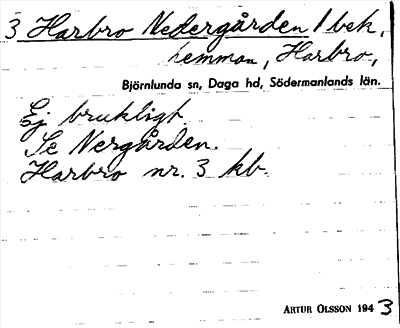 3 Harbro Nedergården 1 bek.
hemman, Harbro,
Björnlunda sn, Daga hd, Södermanlands län.
Ej brukligt.
Se Nergården.
Harbro nr. 3 kb.
ARTUR OLSSON 1943